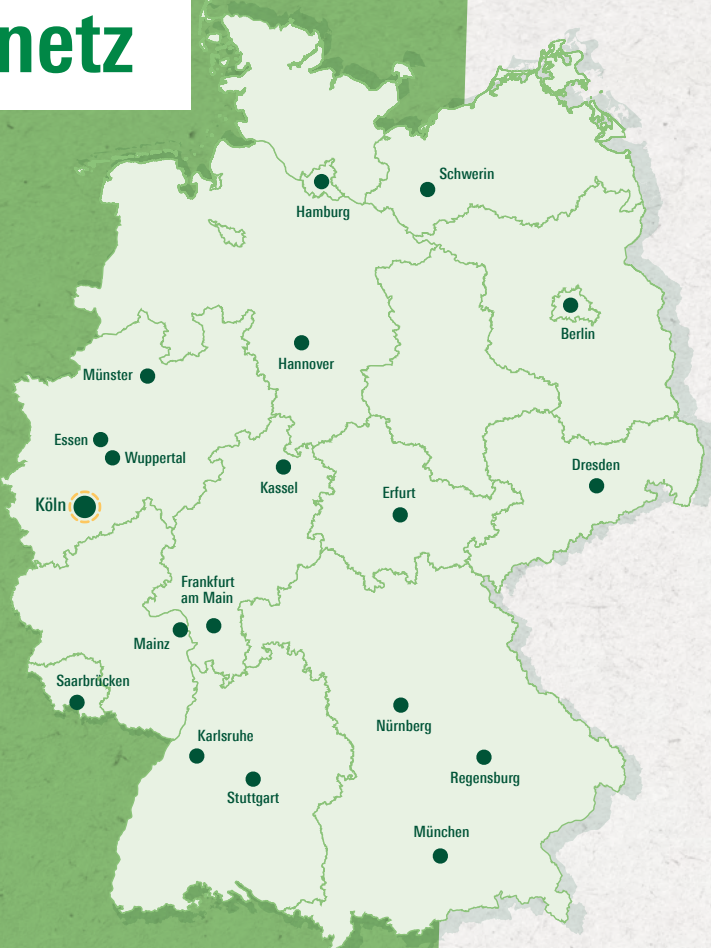 netz
Schwerin
Hamburg
Berlin
Hannover
Münster
Essen
Wuppertal
Dresden
Kassel
Erfurt
Köln
Frankfurt
am Main
Mainz
Saarbrücken
Nürnberg
Karlsruhe
Regensburg
Stuttgart
München